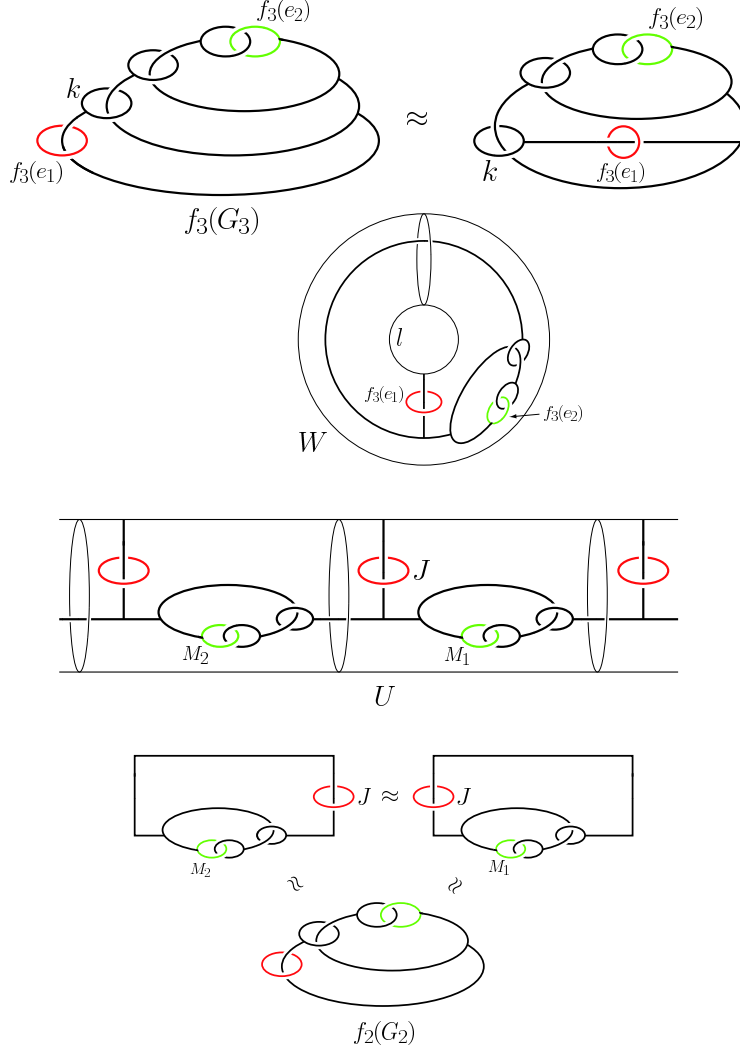 f₃(e₂)
f₃(e₂)
k
≈
f₃(e₁)
k
f₃(e₁)
f₃(G₃)
l
f₃(e₁)
f₃(e₂)
W
J
M₂
M₁
U
J ≈ J
M₂
M₁
≈
≈
f₂(G₂)